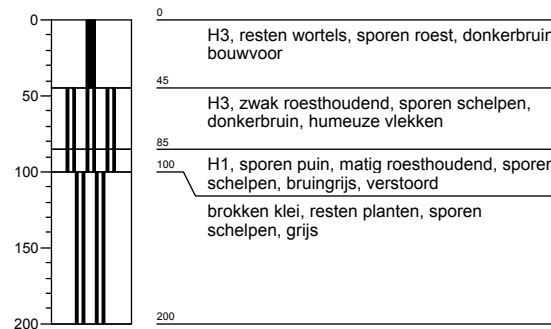 0
50
100
150
200
0
H3, resten wortels, sporen roest, donkerbruin
bouwvoor
45
H3, zwak roesthoudend, sporen schelpen,
donkerbruin, humeuze vlekken
85
H1, sporen puin, matig roesthoudend, sporen
schelpen, bruingrijs, verstoord
100
brokken klei, resten planten, sporen
schelpen, grijs
200